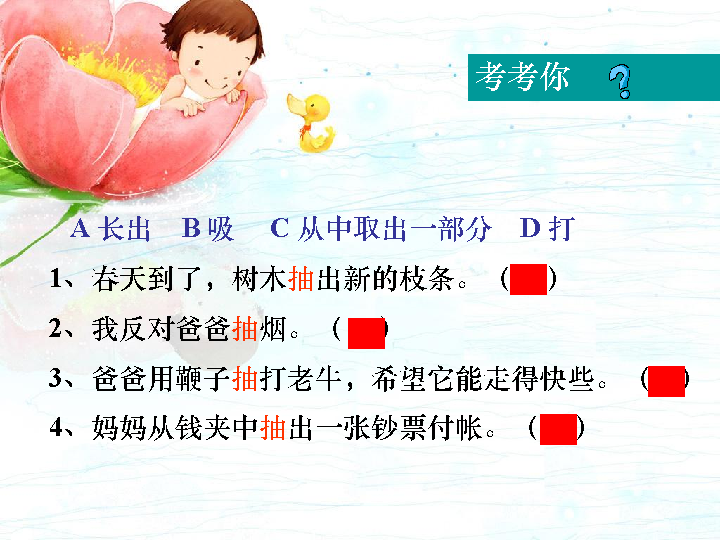 考考你 ?
A 长出 B 吸 C 从中取出一部分 D 打
1、春天到了，树木抽出新的枝条。（ ）
2、我反对爸爸抽烟。（ ）
3、爸爸用鞭子抽打老牛，希望它能走得快些。（ ）
4、妈妈从钱夹中抽出一张钞票付帐。（ ）